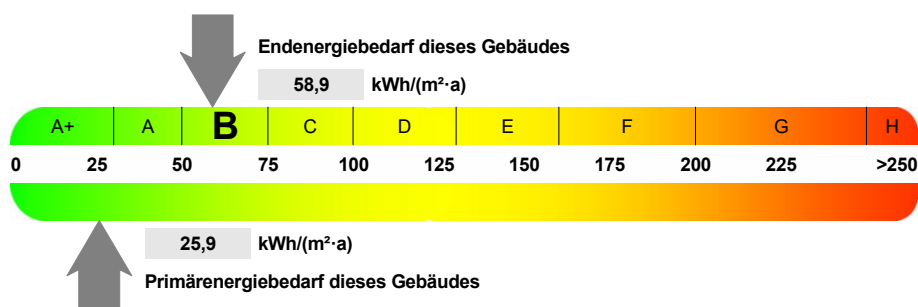 Endenergiebedarf dieses Gebäudes
58,9 kWh/(m²·a)
A+ A B C D E F G H
0 25 50 75 100 125 150 175 200 225 >250
25,9 kWh/(m²·a)
Primärenergiebedarf dieses Gebäudes